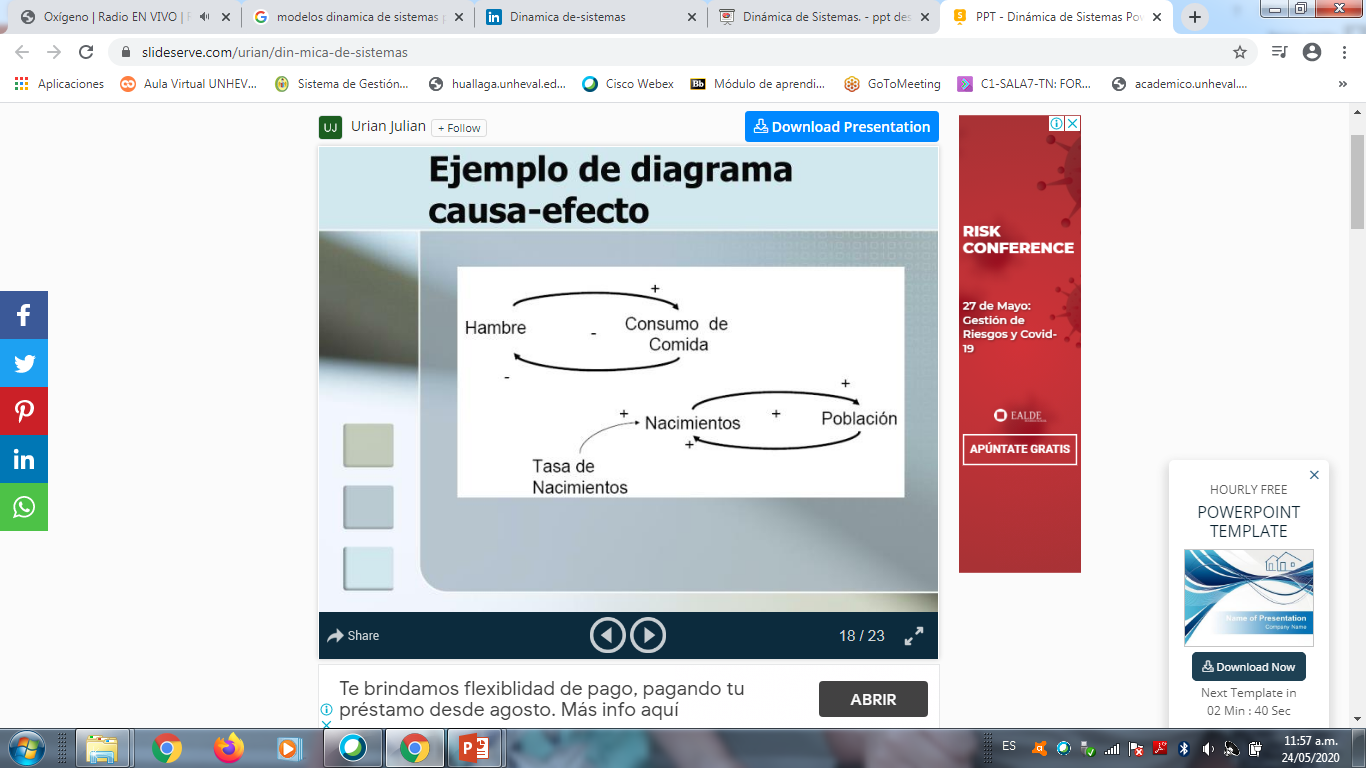 Oxígeno | Radio EN VIVO | R
modelos dinamica de sistemas p
Dinamica de-sistemas
Dinámica de Sistemas. - ppt des
PPT - Dinámica de Sistemas Pow
slideserve.com/urian/din-mica-de-sistemas
Aplicaciones
Aula Virtual UNHEV...
Sistema de Gestión...
huallaga.unheval.ed...
Cisco Webex
Bb
Módulo de aprendi...
GoToMeeting
C1-SALA7-TN: FOR...
academico.unheval....
»
UJ
Urian Julian
+ Follow
Download Presentation
Ejemplo de diagrama
causa-efecto
+
Hambre
-
Consumo de
Comida
-
+
+
Nacimientos
+
Población
+
Tasa de
Nacimientos
Share
18 / 23
Te brindamos flexiblidad de pago, pagando tu
préstamo desde agosto. Más info aquí
ABRIR
RISK
CONFERENCE
27 de Mayo:
Gestión de
Riesgos y Covid-
19
EALDE
APÚNTATE GRATIS
HOURLY FREE
POWERPOINT
TEMPLATE
Name of Presentation
Company Name
Download Now
Next Template in
02 Min : 40 Sec
ES
11:57 a.m.
24/05/2020